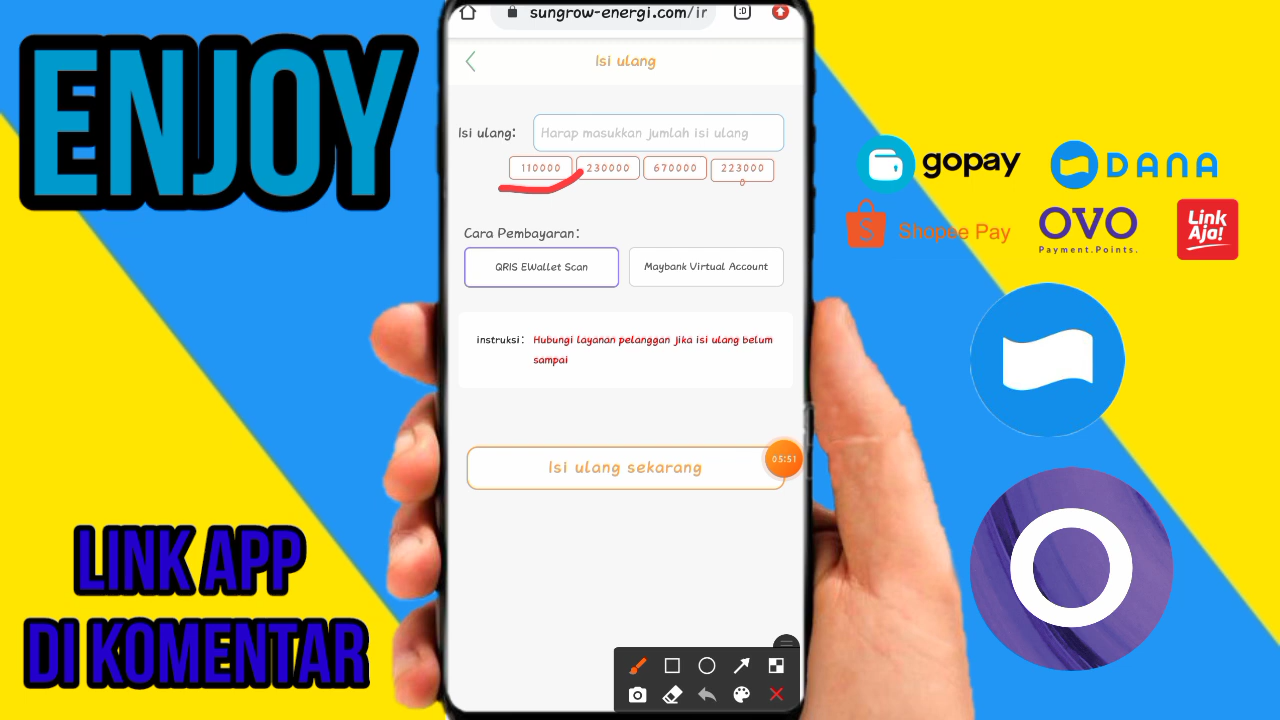 ENJOY
LINK APP
DI KOMENTAR
sungrow-energi.com/ir
:D
Isi ulang
Isi ulang:
Harap masukkan jumlah isi ulang
110000
230000
670000
223000
0
Cara Pembayaran:
QRIS EWallet Scan
Maybank Virtual Account
instruksi: Hubungi layanan pelanggan jika isi ulang belum
sampai
Isi ulang sekarang
05:51
gopay
DANA
S
Shopee Pay
OVO
Payment.Points.
Link
Aja!